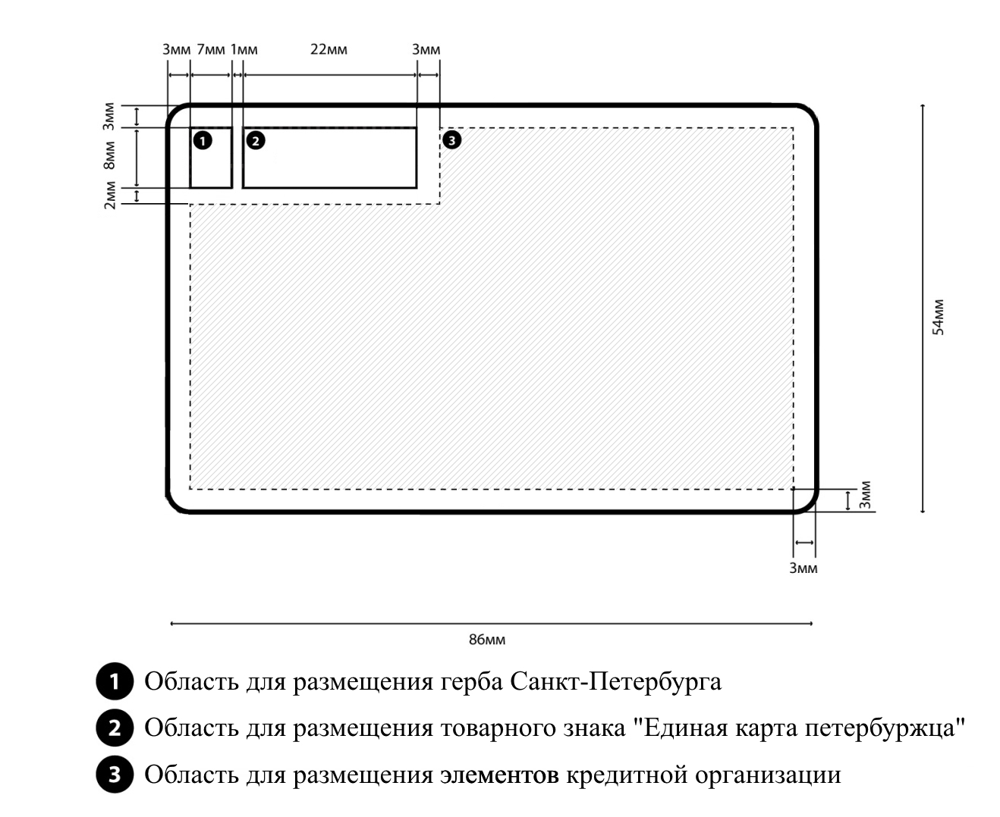 3мм 7мм 1мм 22мм 3мм
3мм
8мм
2мм
1 2 3
54мм
3мм
3мм
86мм
1 Область для размещения герба Санкт-Петербурга
2 Область для размещения товарного знака "Единая карта петербуржца"
3 Область для размещения элементов кредитной организации